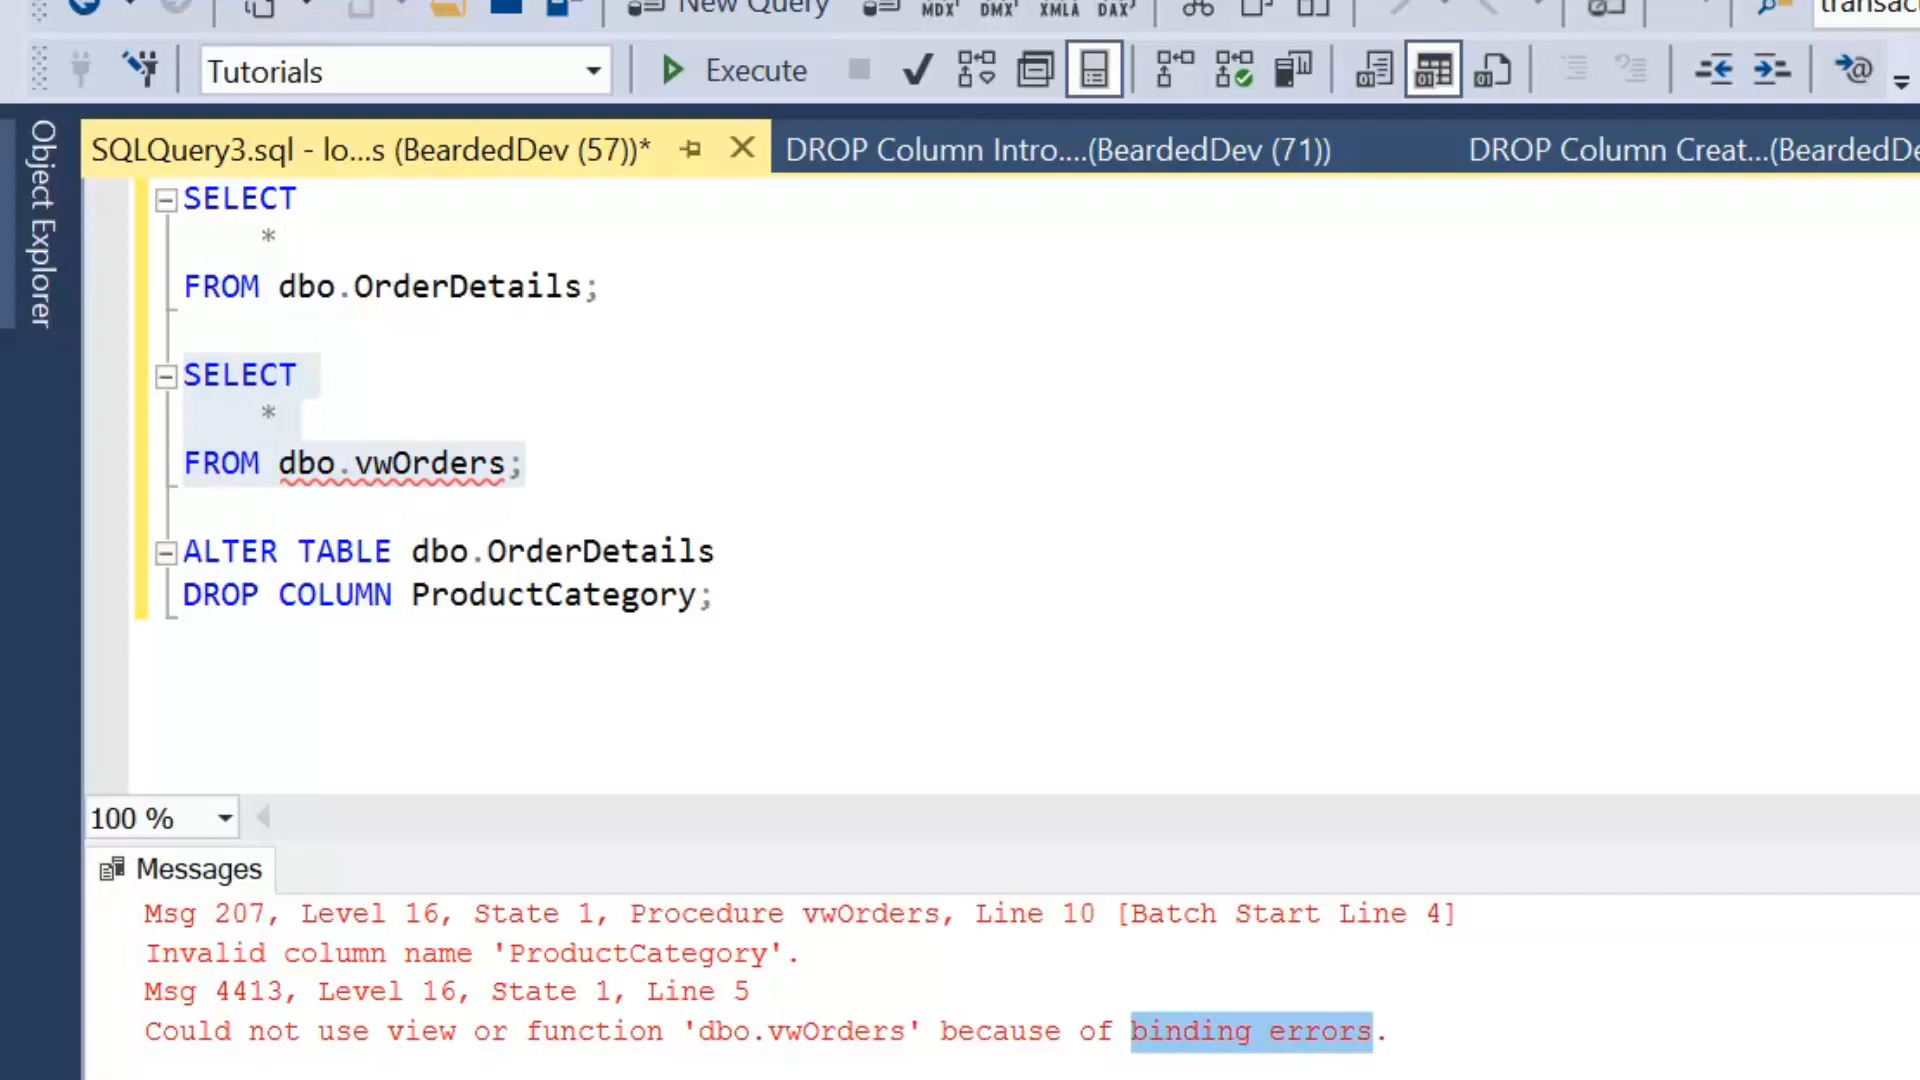 New Query
MDX
DMX
XMLA
DAX
transac
Tutorials
Execute
Object Explorer
SQLQuery3.sql - lo...s (BeardedDev (57))*
DROP Column Intro....(BeardedDev (71))
DROP Column Creat...(BeardedDe
SELECT
*
FROM dbo.OrderDetails;
SELECT
*
FROM dbo.vwOrders;
ALTER TABLE dbo.OrderDetails
DROP COLUMN ProductCategory;
100 %
Messages
Msg 207, Level 16, State 1, Procedure vwOrders, Line 10 [Batch Start Line 4]
Invalid column name 'ProductCategory'.
Msg 4413, Level 16, State 1, Line 5
Could not use view or function 'dbo.vwOrders' because of binding errors.